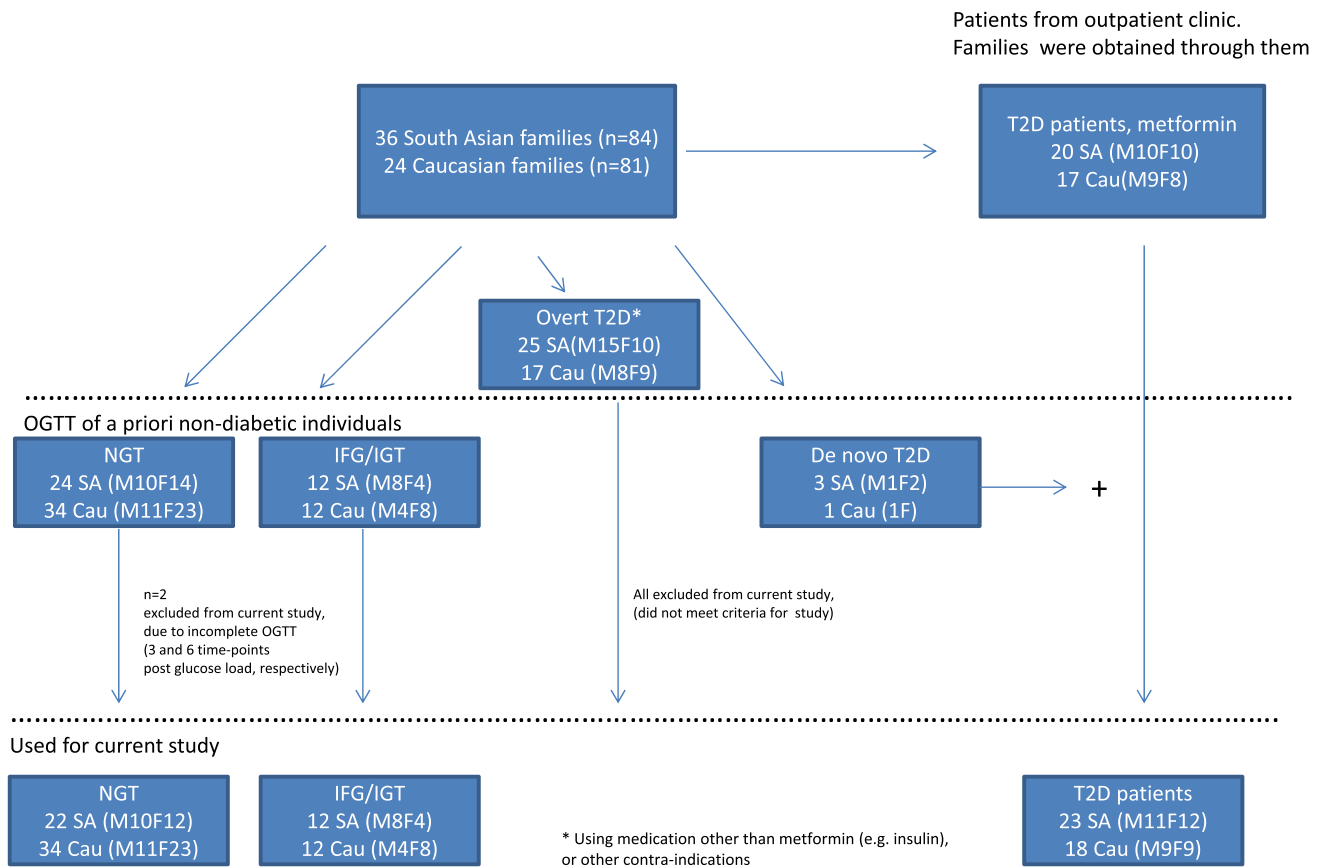 Patients from outpatient clinic.
Families were obtained through them
36 South Asian families (n=84)
24 Caucasian families (n=81)
T2D patients, metformin
20 SA (M10F10)
17 Cau(M9F8)
Overt T2D*
25 SA(M15F10)
17 Cau (M8F9)
OGTT of a priori non-diabetic individuals
NGT
24 SA (M10F14)
34 Cau (M11F23)
IFG/IGT
12 SA (M8F4)
12 Cau (M4F8)
De novo T2D
3 SA (M1F2)
1 Cau (1F)
+
n=2
excluded from current study,
due to incomplete OGTT
(3 and 6 time-points
post glucose load, respectively)
All excluded from current study,
(did not meet criteria for study)
Used for current study
NGT
22 SA (M10F12)
34 Cau (M11F23)
IFG/IGT
12 SA (M8F4)
12 Cau (M4F8)
* Using medication other than metformin (e.g. insulin),
or other contra-indications
T2D patients
23 SA (M11F12)
18 Cau (M9F9)